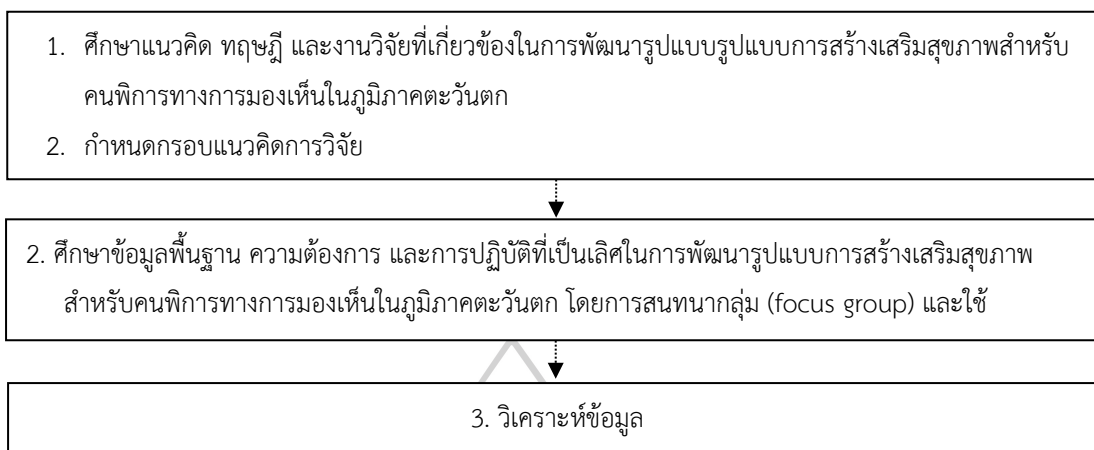 1. ศึกษาแนวคิด ทฤษฎี และงานวิจัยที่เกี่ยวข้องในการพัฒนารูปแบบรูปแบบการสร้างเสริมสุขภาพสำหรับ
คนพิการทางการมองเห็นในภูมิภาคตะวันตก
2. กำหนดกรอบแนวคิดการวิจัย
2. ศึกษาข้อมูลพื้นฐาน ความต้องการ และการปฏิบัติที่เป็นเลิศในการพัฒนารูปแบบการสร้างเสริมสุขภาพ
สำหรับคนพิการทางการมองเห็นในภูมิภาคตะวันตก โดยการสนทนากลุ่ม (focus group) และใช้
3. วิเคราะห์ข้อมูล